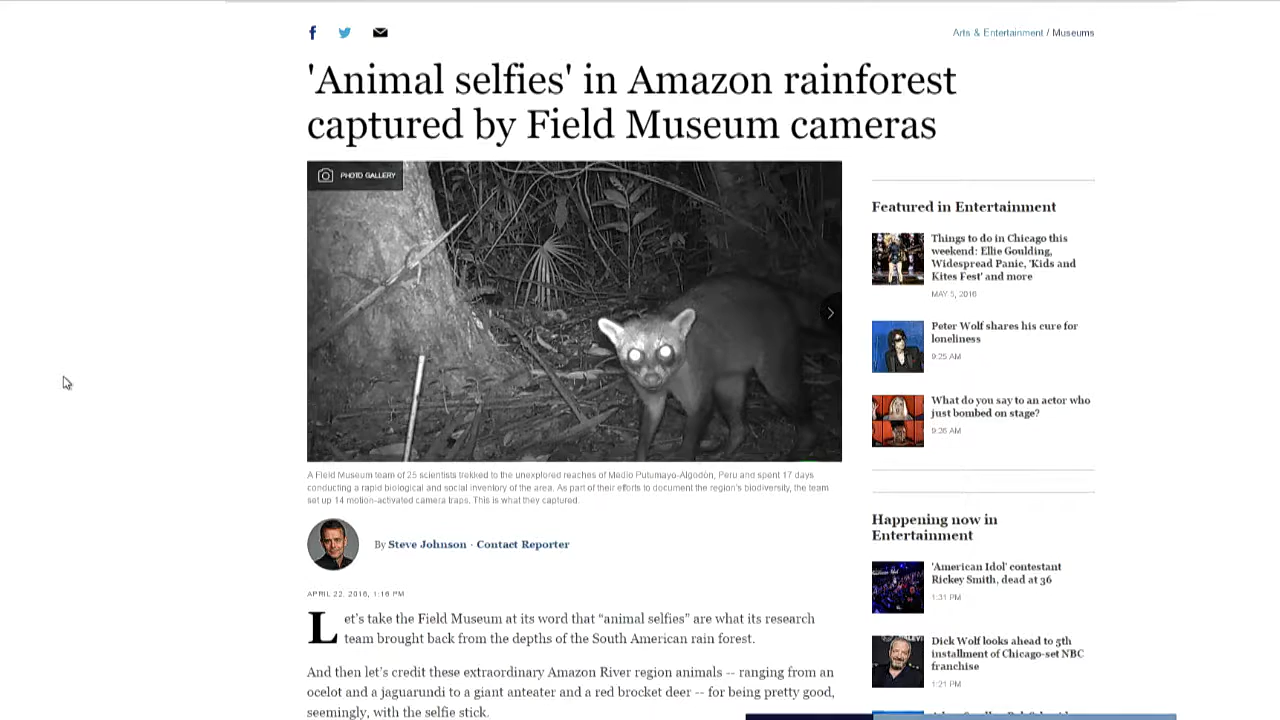 Arts & Entertainment / Museums
'Animal selfies' in Amazon rainforest
captured by Field Museum cameras
PHOTO GALLERY
A Field Museum team of 25 scientists trekked to the unexplored reaches of Medio Putumayo-Algodón, Peru and spent 17 days
conducting a rapid biological and social inventory of the area. As part of their efforts to document the region's biodiversity, the team
set up 14 motion-activated camera traps. This is what they captured.
By Steve Johnson · Contact Reporter
APRIL 22, 2016, 1:16 PM
Let's take the Field Museum at its word that “animal selfies” are what its research
team brought back from the depths of the South American rain forest.
And then let's credit these extraordinary Amazon River region animals -- ranging from an
ocelot and a jaguarundi to a giant anteater and a red brocket deer -- for being pretty good,
seemingly, with the selfie stick.
Featured in Entertainment
Things to do in Chicago this
weekend: Ellie Goulding,
Widespread Panic, 'Kids and
Kites Fest' and more
MAY 5, 2016
Peter Wolf shares his cure for
loneliness
9:25 AM
What do you say to an actor who
just bombed on stage?
9:26 AM
Happening now in
Entertainment
'American Idol' contestant
Rickey Smith, dead at 36
1:31 PM
Dick Wolf looks ahead to 5th
installment of Chicago-set NBC
franchise
1:21 PM